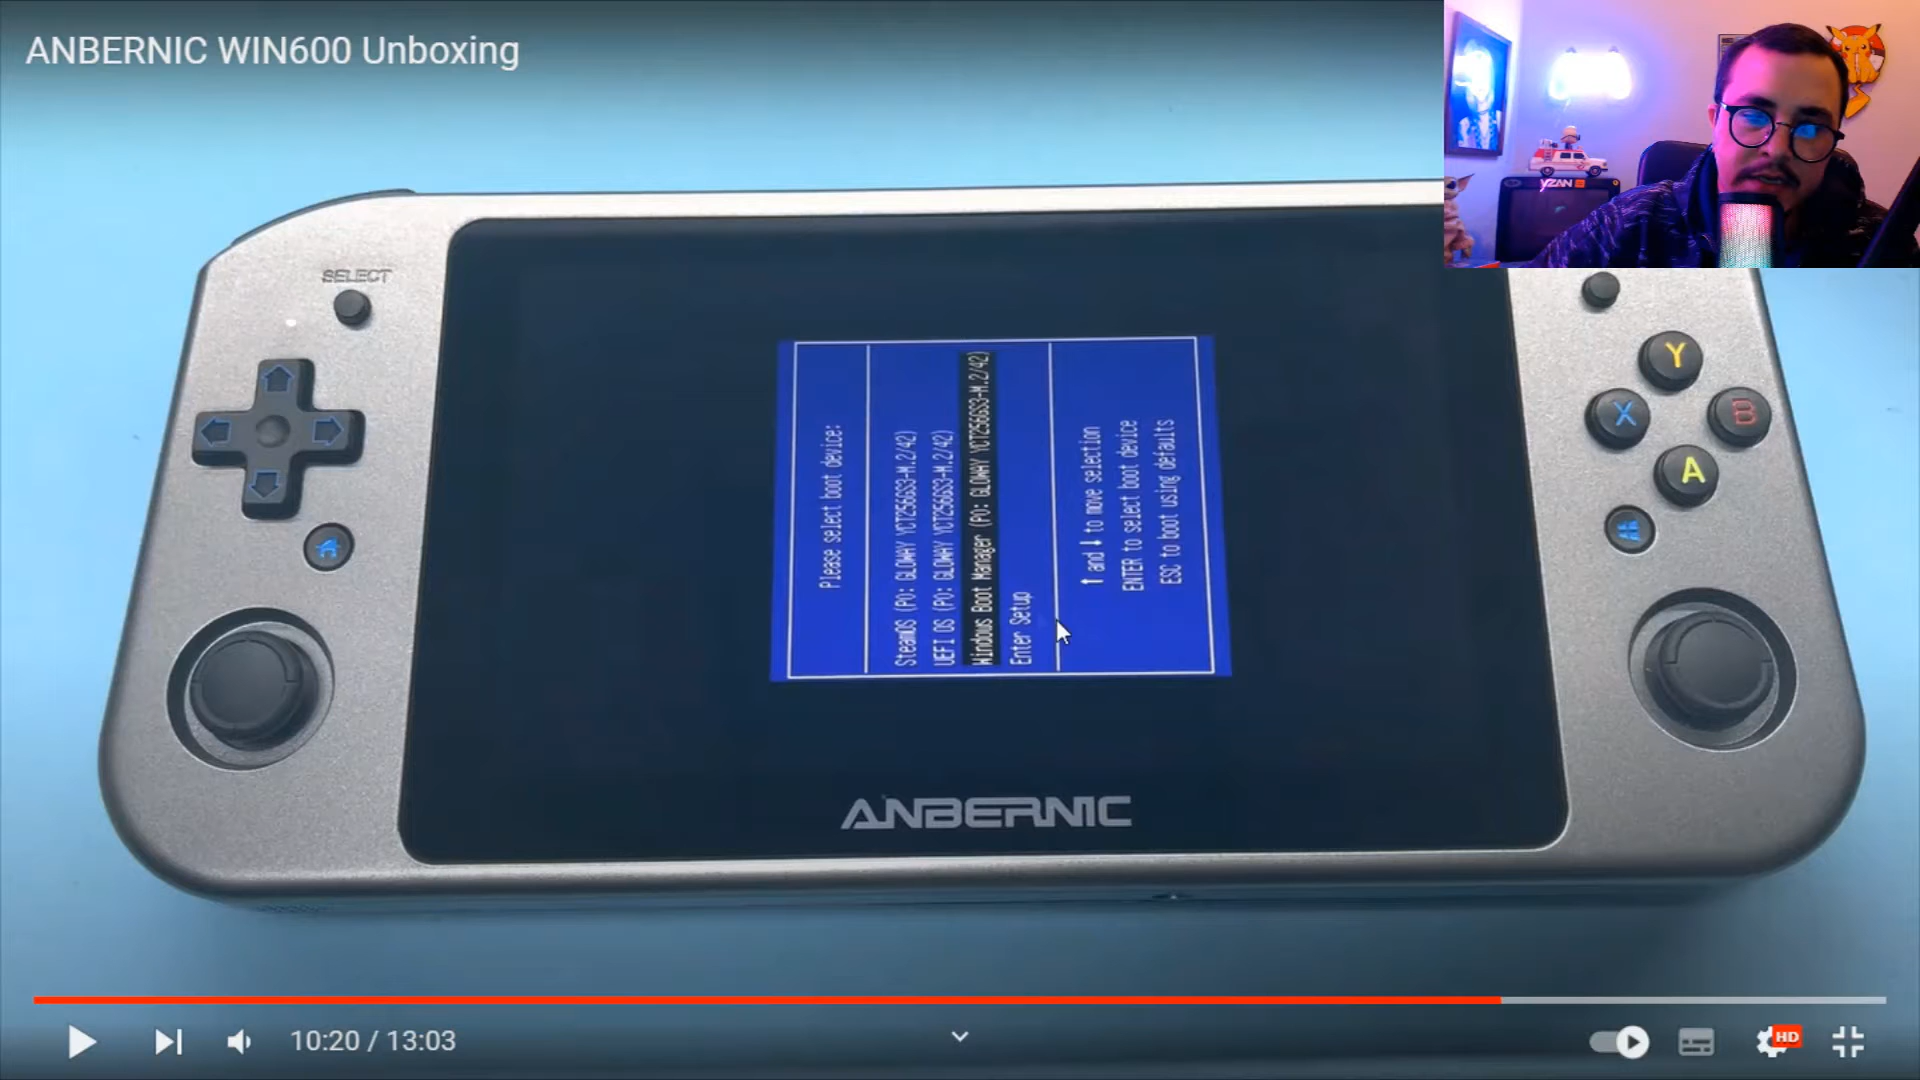 ANBERNIC WIN600 Unboxing
YZAN
SELECT
Please select boot device:
SteamOS (P0: GLOWAY YCT256GS3-M.2/42)
UEFI OS (P0: GLOWAY YCT256GS3-M.2/42)
Windows Boot Manager (P0: GLOWAY YCT256GS3-M.2/42)
Enter Setup
↑ and ↓ to move selection
ENTER to select boot device
ESC to boot using defaults
Y
X
B
A
ANBERNIC
10:20 / 13:03
HD